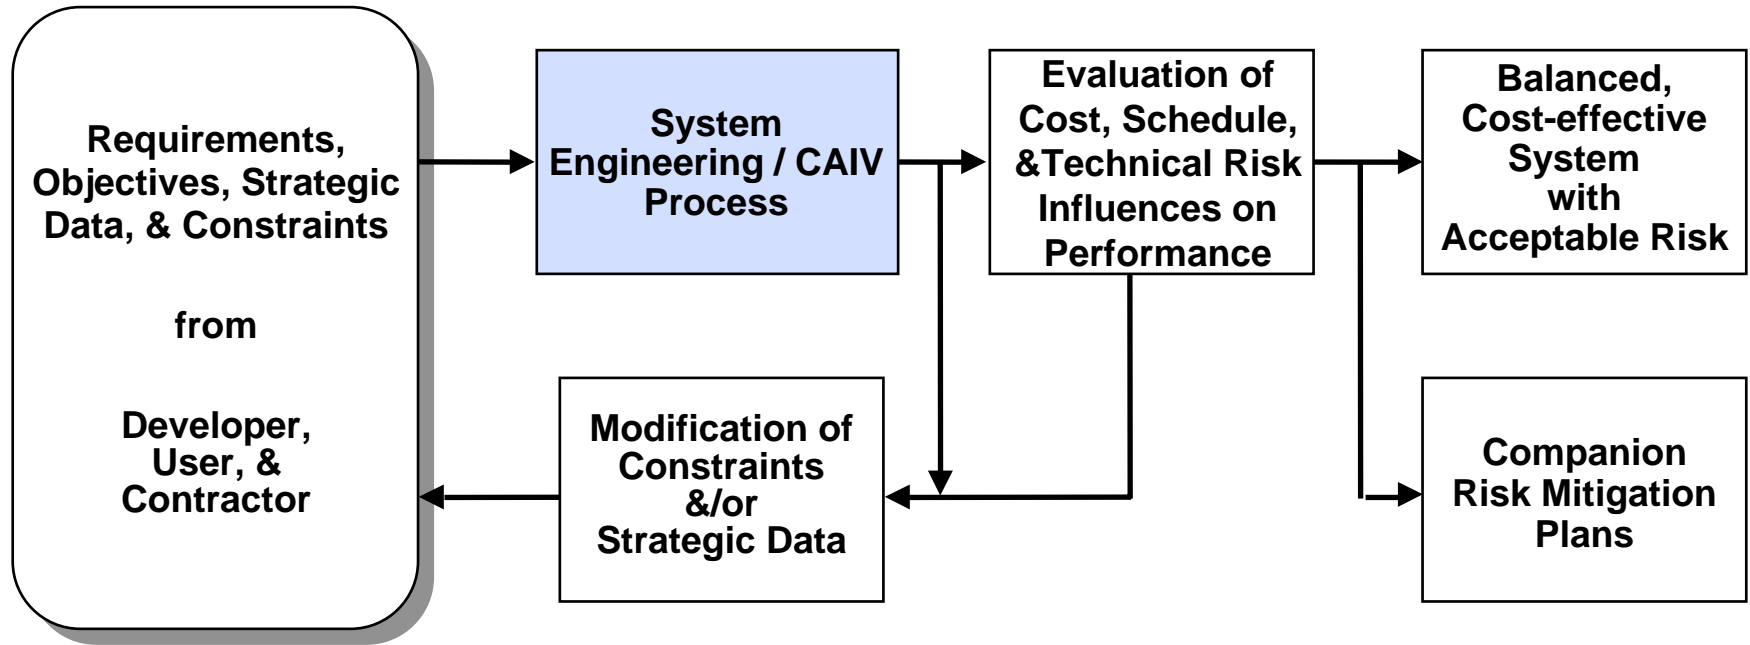 Requirements,
Objectives, Strategic
Data, & Constraints
from
Developer,
User, &
Contractor
System
Engineering / CAIV
Process
Evaluation of
Cost, Schedule,
&Technical Risk
Influences on
Performance
Balanced,
Cost-effective
System
with
Acceptable Risk
Modification of
Constraints
&/or
Strategic Data
Companion
Risk Mitigation
Plans